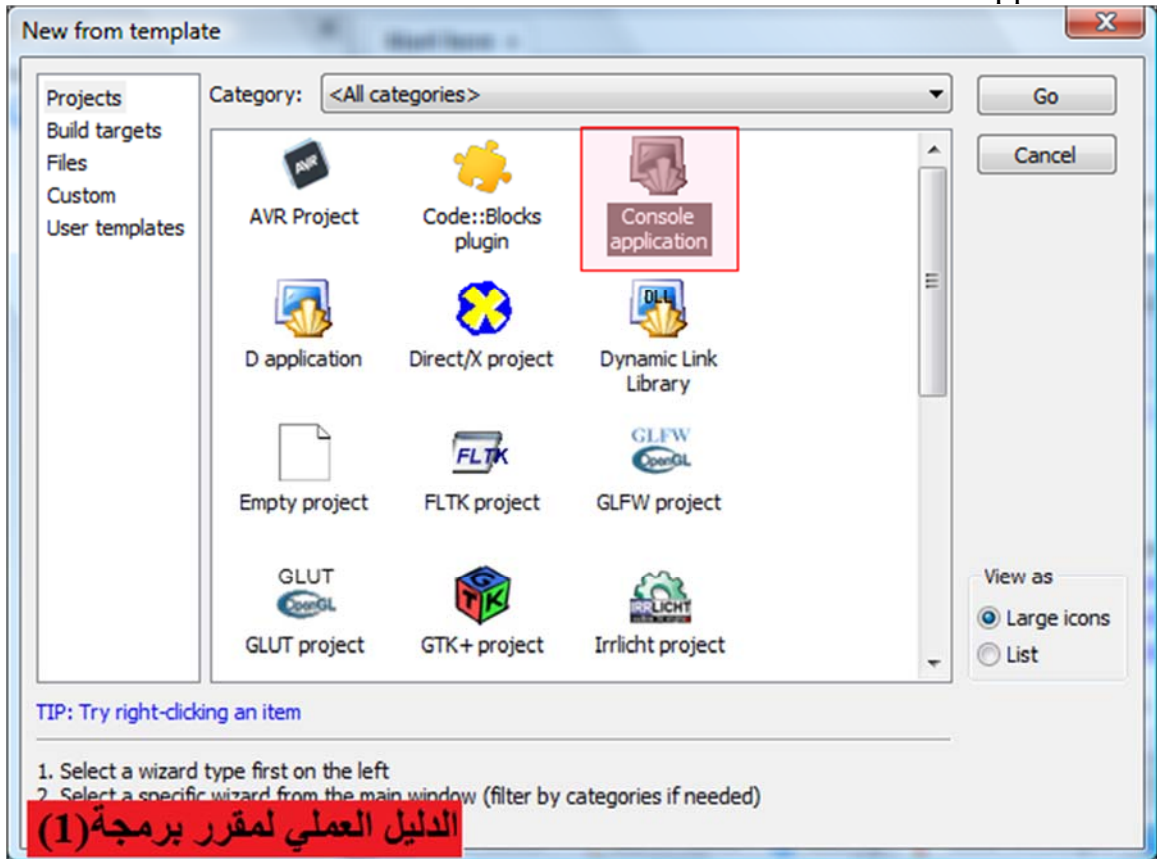 New from template
Projects
Build targets
Files
Custom
User templates
Category: <All categories>
Go
Cancel
AVR
AVR Project
Code::Blocks
plugin
Console
application
D application
Direct/X project
DLL
Dynamic Link
Library
Empty project
FLTK
FLTK project
GLFW
OpenGL
GLFW project
GLUT
OpenGL
GLUT project
G
T
K
GTK+ project
IRRLICHT
Irrlicht project
View as
Large icons
List
TIP: Try right-clicking an item
1. Select a wizard type first on the left
2. Select a specific wizard from the main window (filter by categories if needed)
الدليل العملي لمقرر برمجة(1)